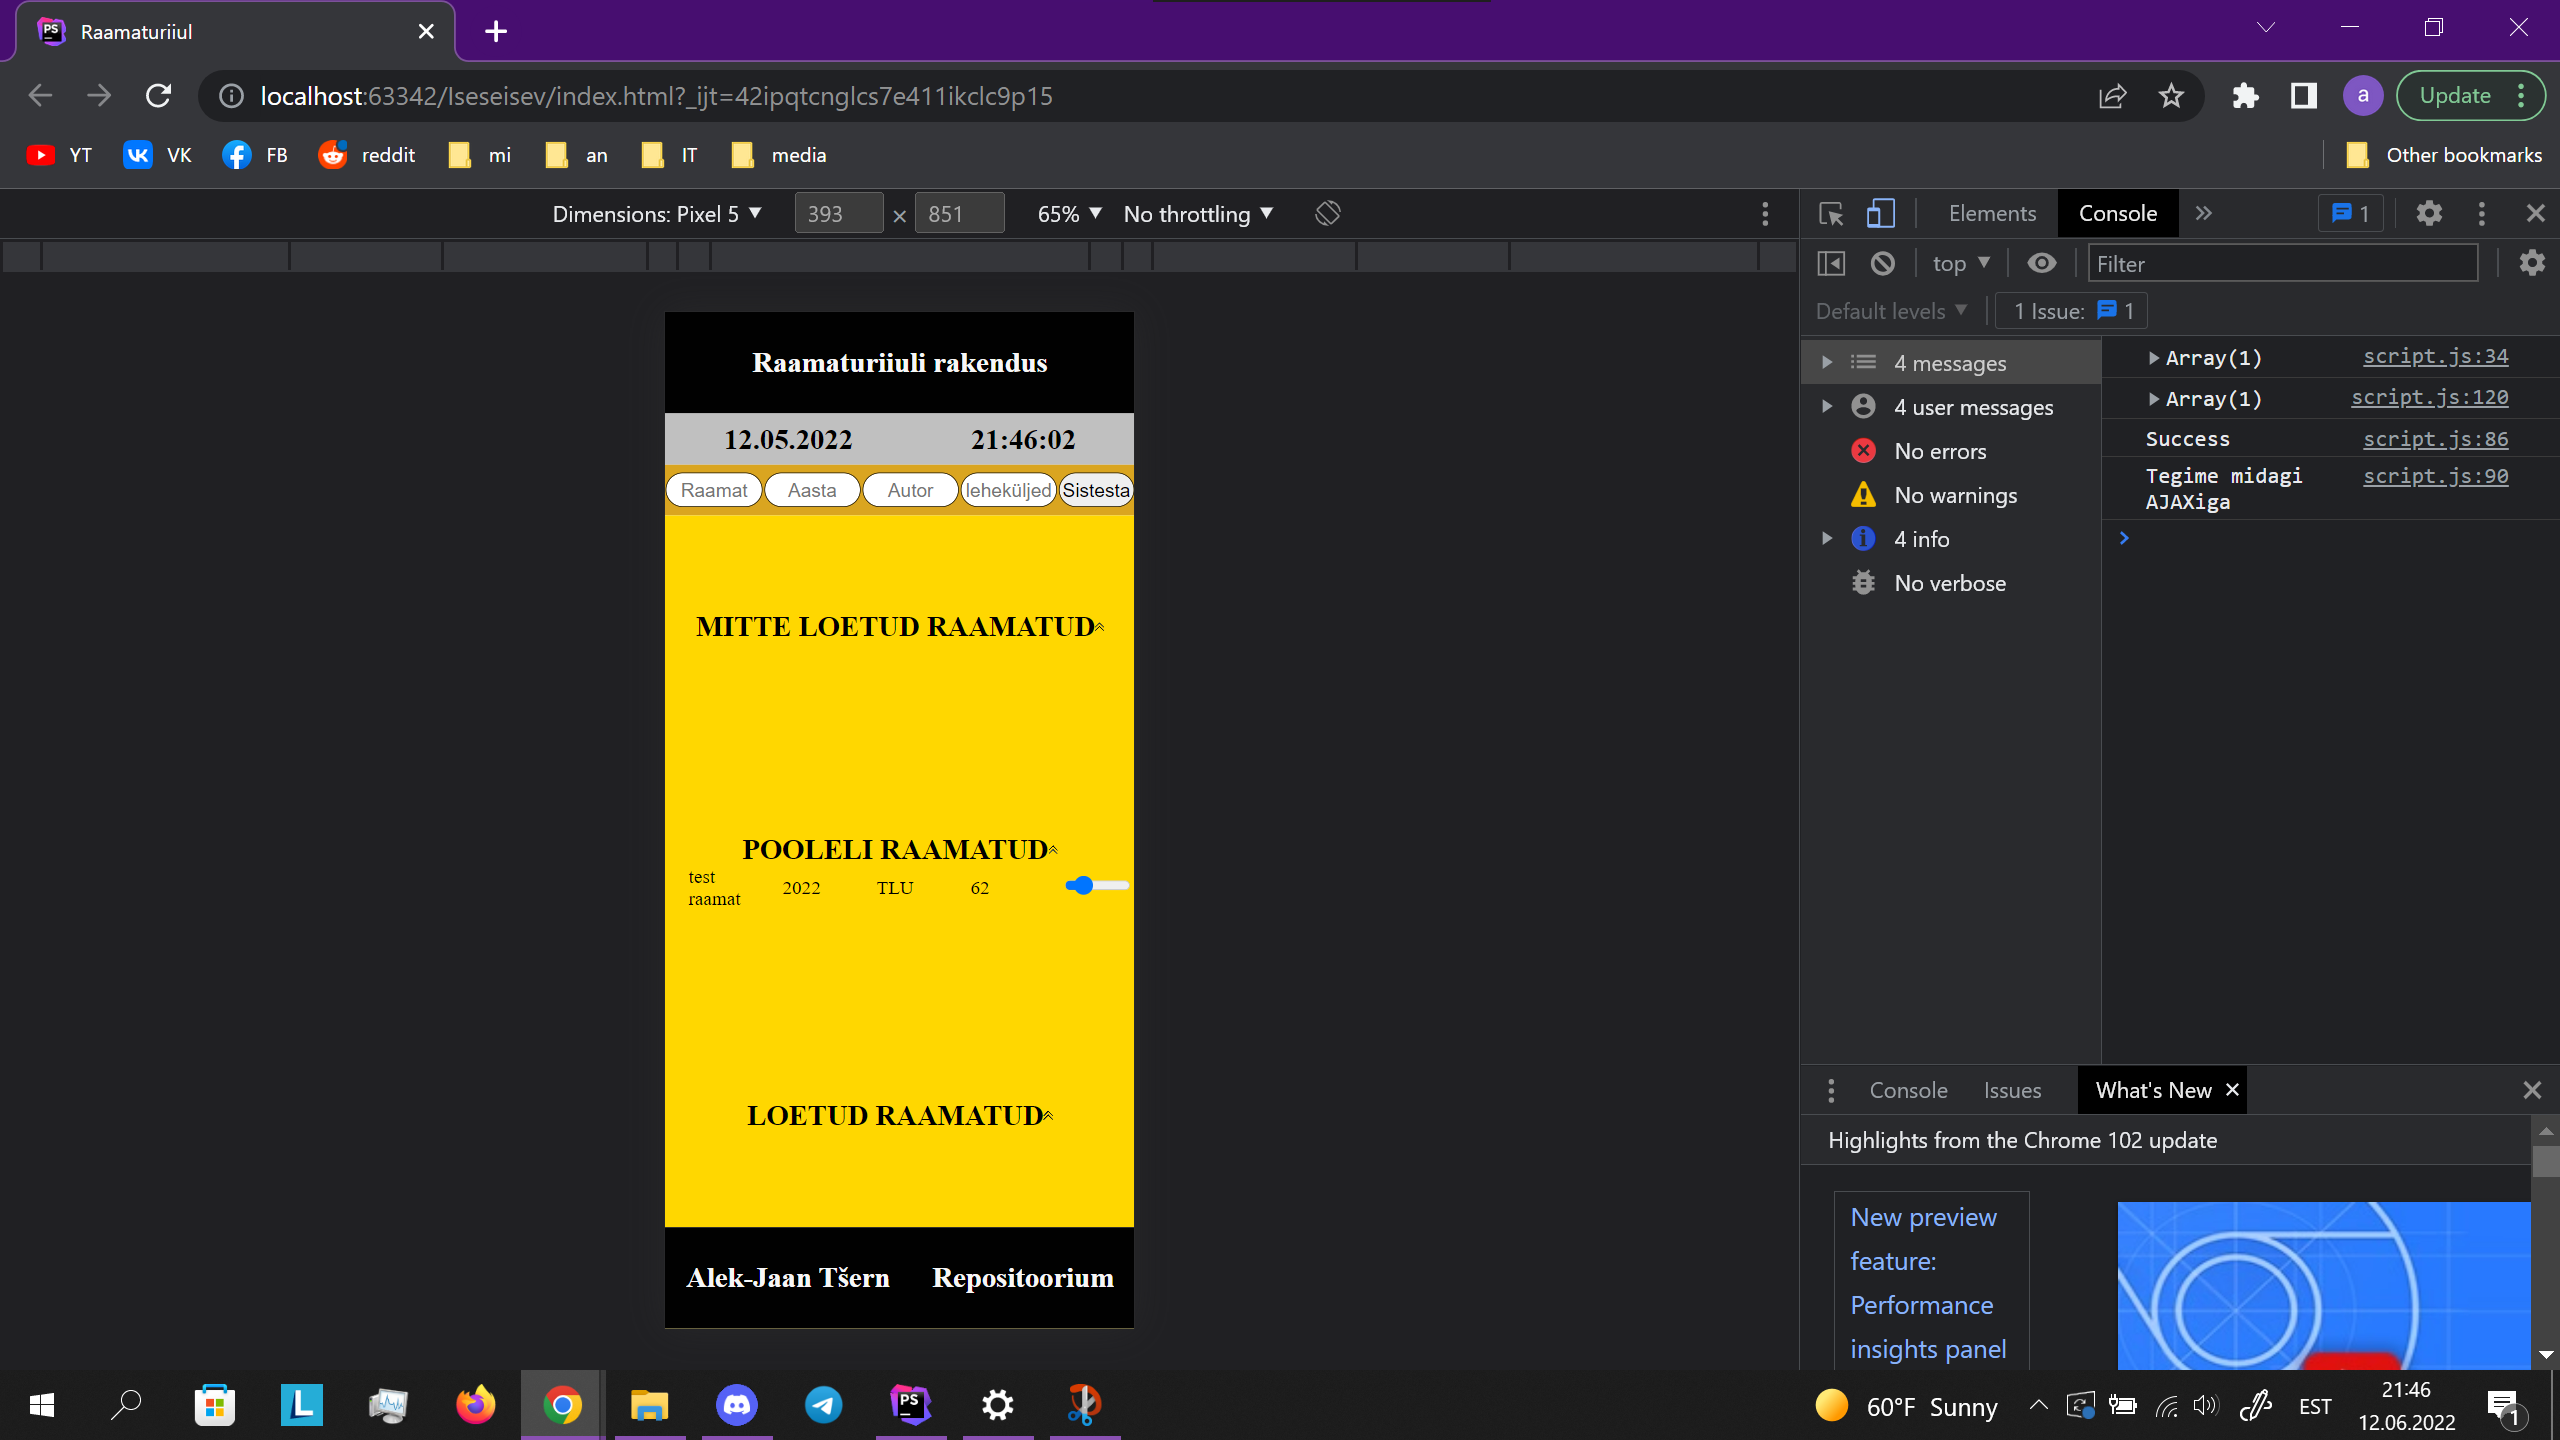 PS
Raamaturiiul
localhost:63342/Iseseisev/index.html?_ijt=42ipqtcnglcs7e411ikclc9p15
a
Update
YT
VK
FB
reddit
mi
an
IT
media
Other bookmarks
Dimensions: Pixel 5
393 × 851
65%
No throttling
Elements
Console
1
top
Filter
Default levels
1 Issue: 1
4 messages
4 user messages
No errors
No warnings
4 info
No verbose
Array(1) script.js:34
Array(1) script.js:120
Success script.js:86
Tegime midagi script.js:90
AJAXiga
Raamaturiiuli rakendus
12.05.2022 21:46:02
Raamat Aasta Autor leheküljed Sistesta
MITTE LOETUD RAAMATUD
POOLELI RAAMATUD
test
raamat 2022 TLU 62
LOETUD RAAMATUD
Alek-Jaan Tšern Repositoorium
Console Issues What's New
Highlights from the Chrome 102 update
New preview
feature:
Performance
insights panel
L
PS
60°F Sunny
EST
21:46
12.06.2022
1